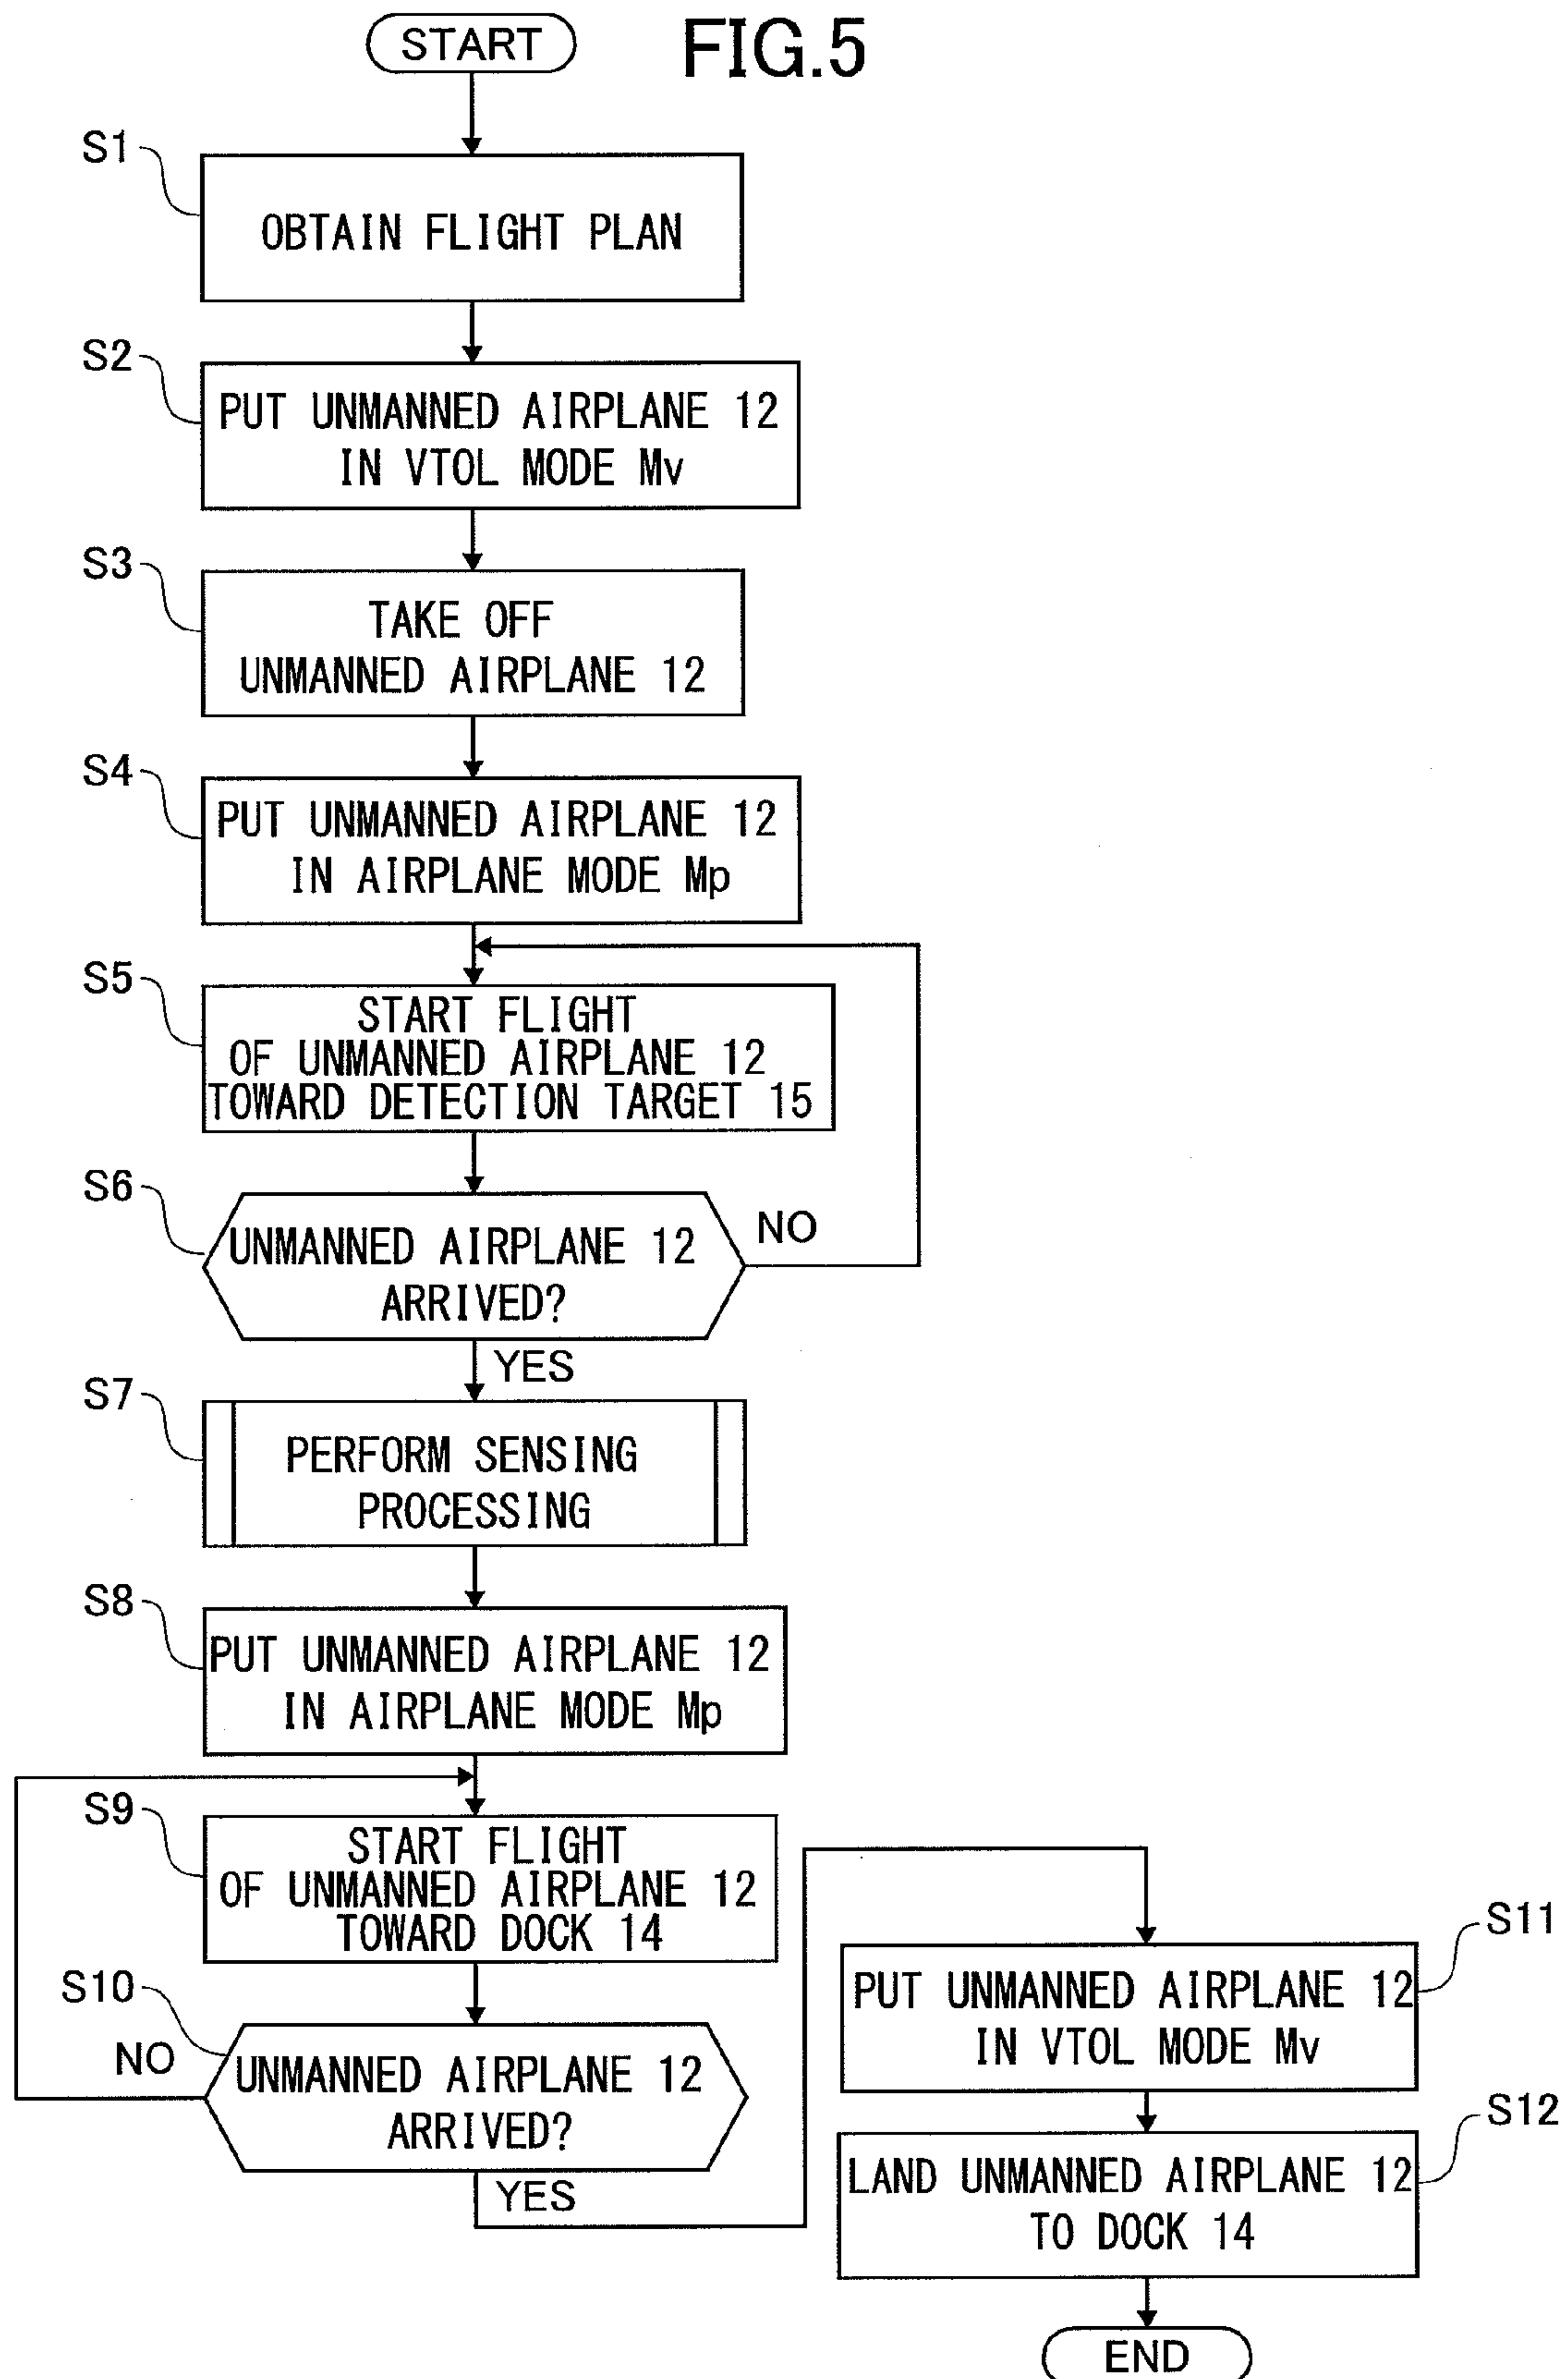 START
FIG.5
S1
OBTAIN FLIGHT PLAN
S2
PUT UNMANNED AIRPLANE 12
IN VTOL MODE Mv
S3
TAKE OFF
UNMANNED AIRPLANE 12
S4
PUT UNMANNED AIRPLANE 12
IN AIRPLANE MODE Mp
S5
START FLIGHT
OF UNMANNED AIRPLANE 12
TOWARD DETECTION TARGET 15
S6
UNMANNED AIRPLANE 12
ARRIVED?
NO
YES
S7
PERFORM SENSING
PROCESSING
S8
PUT UNMANNED AIRPLANE 12
IN AIRPLANE MODE Mp
S9
START FLIGHT
OF UNMANNED AIRPLANE 12
TOWARD DOCK 14
S10
NO
UNMANNED AIRPLANE 12
ARRIVED?
YES
S11
PUT UNMANNED AIRPLANE 12
IN VTOL MODE Mv
S12
LAND UNMANNED AIRPLANE 12
TO DOCK 14
END